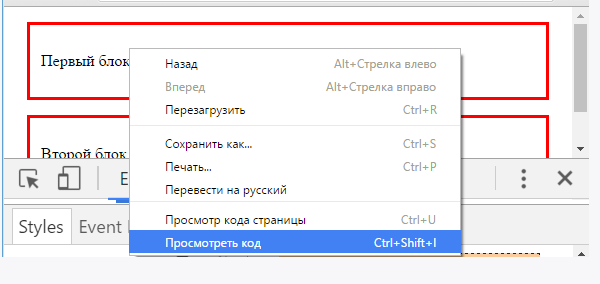 Первый блок
Назад Alt+Стрелка влево
Вперед Alt+Стрелка вправо
Перезагрузить Ctrl+R
Сохранить как... Ctrl+S
Второй блок
Печать... Ctrl+P
Перевести на русский
Просмотр кода страницы Ctrl+U
Styles Event
Просмотреть код Ctrl+Shift+I